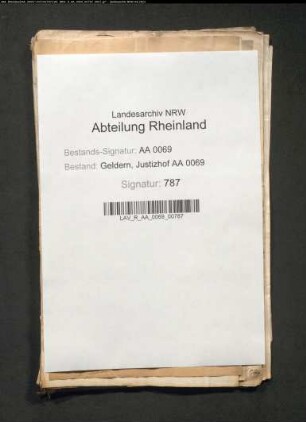 Landesarchiv NRW
Abteilung Rheinland
Bestands-Signatur: AA 0069
Bestand: Geldern, Justizhof AA 0069
Signatur: 787
LAV_R_AA_0069_00787